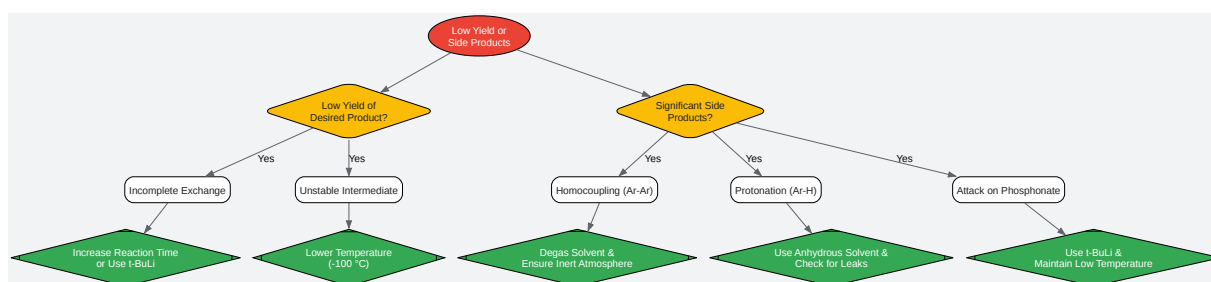 Low Yield or
Side Products
Low Yield of
Desired Product?
Significant Side
Products?
Yes
Yes
Yes
Yes
Yes
Incomplete Exchange
Unstable Intermediate
Homocoupling (Ar-Ar)
Protonation (Ar-H)
Attack on Phosphonate
Increase Reaction Time
or Use t-BuLi
Lower Temperature
(-100 °C)
Degas Solvent &
Ensure Inert Atmosphere
Use Anhydrous Solvent &
Check for Leaks
Use t-BuLi &
Maintain Low Temperature